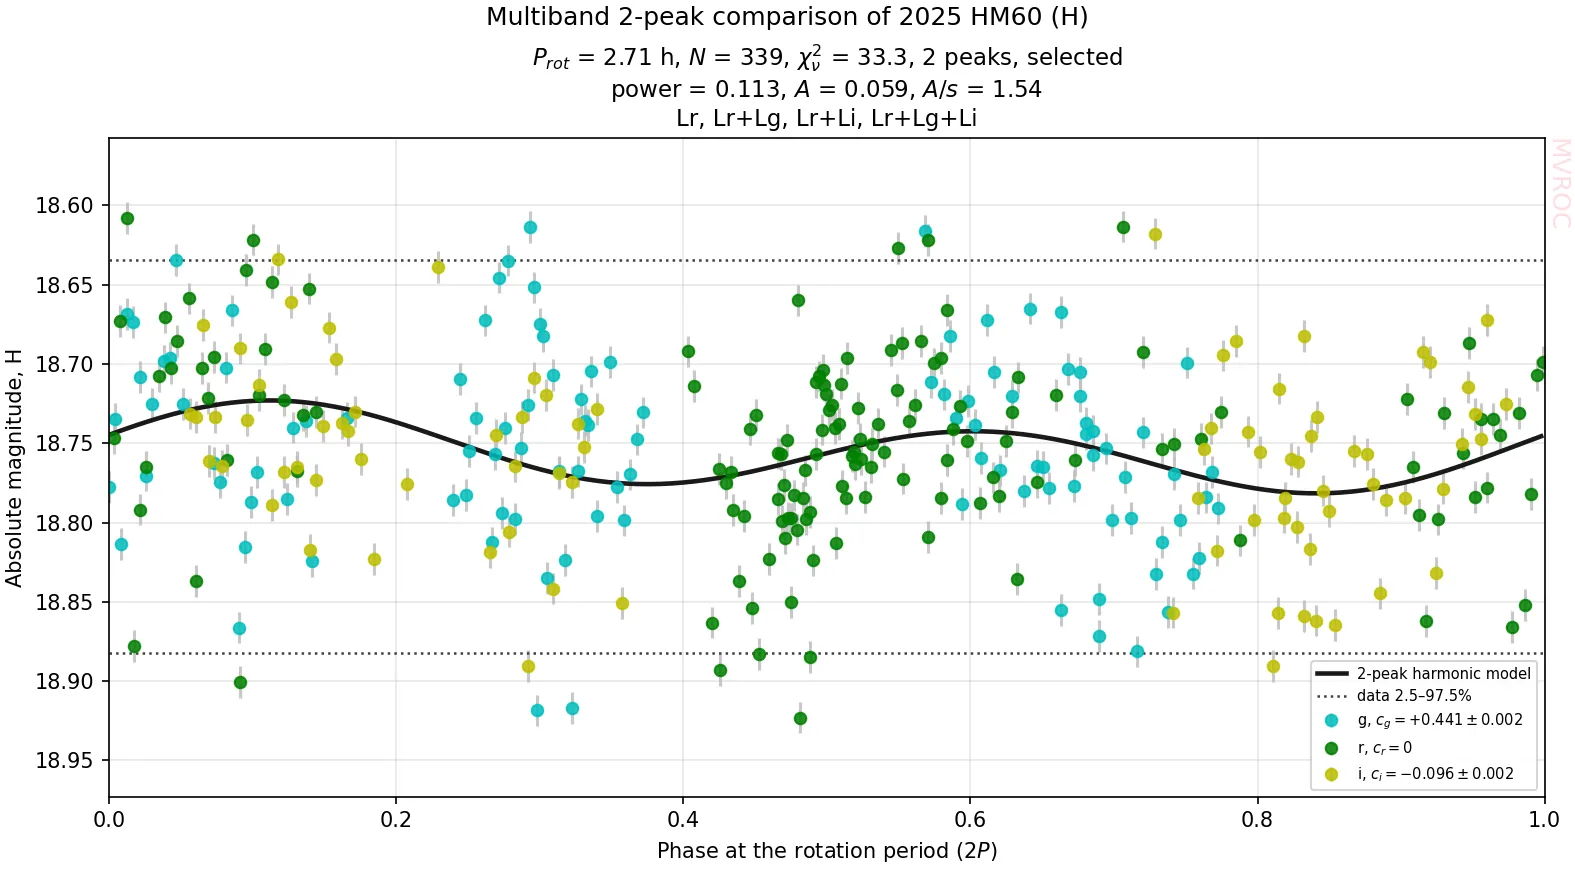 Multiband 2-peak comparison of 2025 HM60 (H)
P_rot = 2.71 h, N = 339, χ²_ν = 33.3, 2 peaks, selected
power = 0.113, A = 0.059, A/s = 1.54
Lr, Lr+Lg, Lr+Li, Lr+Lg+Li
MVROC
Absolute magnitude, H
18.60
18.65
18.70
18.75
18.80
18.85
18.90
18.95
2-peak harmonic model
data 2.5–97.5%
g, c_g = +0.441 ± 0.002
r, c_r = 0
i, c_i = −0.096 ± 0.002
0.0 0.2 0.4 0.6 0.8 1.0
Phase at the rotation period (2P)